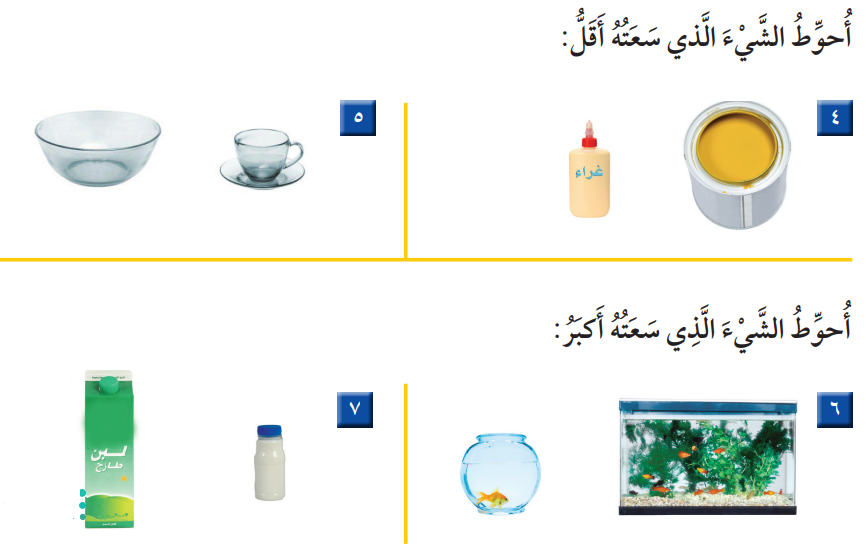 أُحوِّطُ الشَّيْءَ الَّذي سَعَتُهُ أَقَلُّ:
٤
غراء
٥
أُحوِّطُ الشَّيْءَ الَّذِي سَعَتُهُ أَكبَرُ:
٦
٧
لبن
طازج